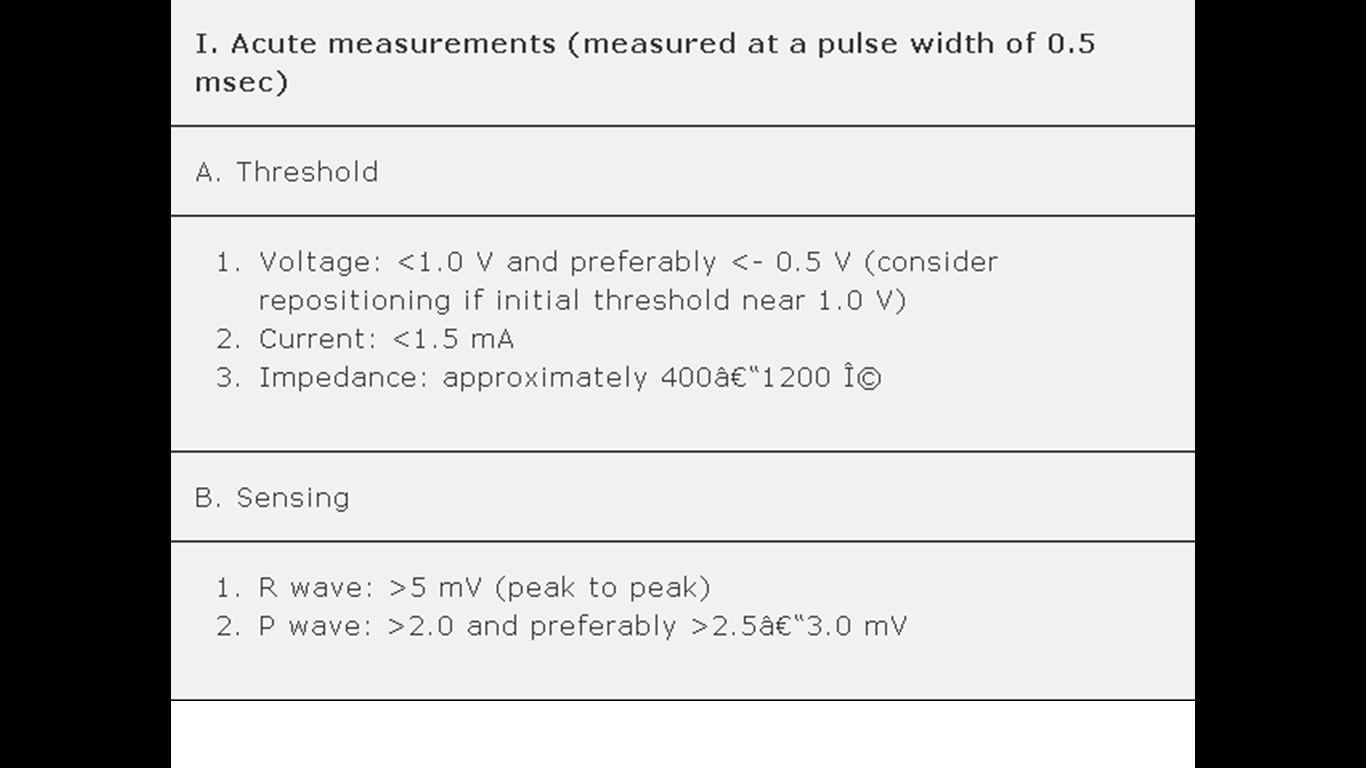 I. Acute measurements (measured at a pulse width of 0.5
msec)
A. Threshold
1. Voltage: <1.0 V and preferably <- 0.5 V (consider
repositioning if initial threshold near 1.0 V)
2. Current: <1.5 mA
3. Impedance: approximately 400â€“1200 Î©
B. Sensing
1. R wave: >5 mV (peak to peak)
2. P wave: >2.0 and preferably >2.5â€“3.0 mV